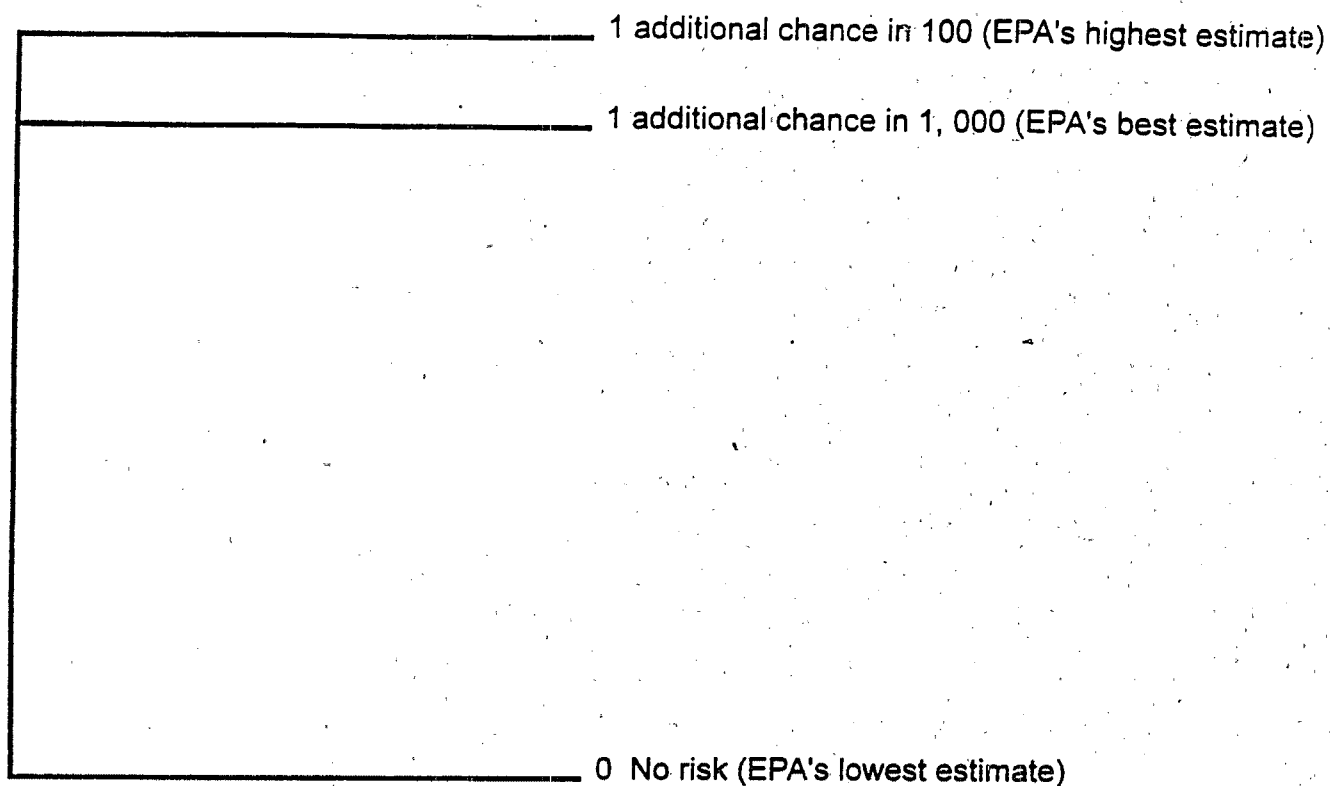 1 additional chance in 100 (EPA's highest estimate)
1 additional chance in 1, 000 (EPA's best estimate)
0 No risk (EPA's lowest estimate)